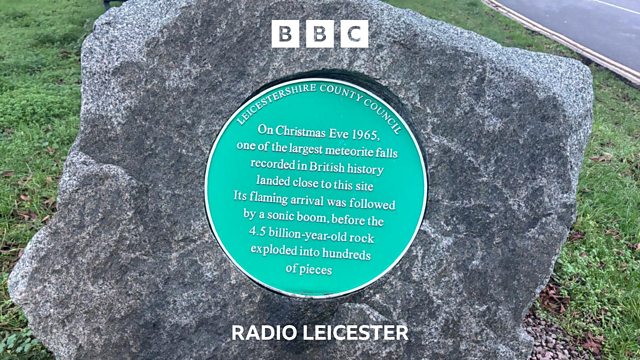 BBC
LEICESTERSHIRE COUNTY COUNCIL
On Christmas Eve 1965,
one of the largest meteorite falls
recorded in British history
landed close to this site
Its flaming arrival was followed
by a sonic boom, before the
4.5 billion-year-old rock
exploded into hundreds
of pieces
RADIO LEICESTER